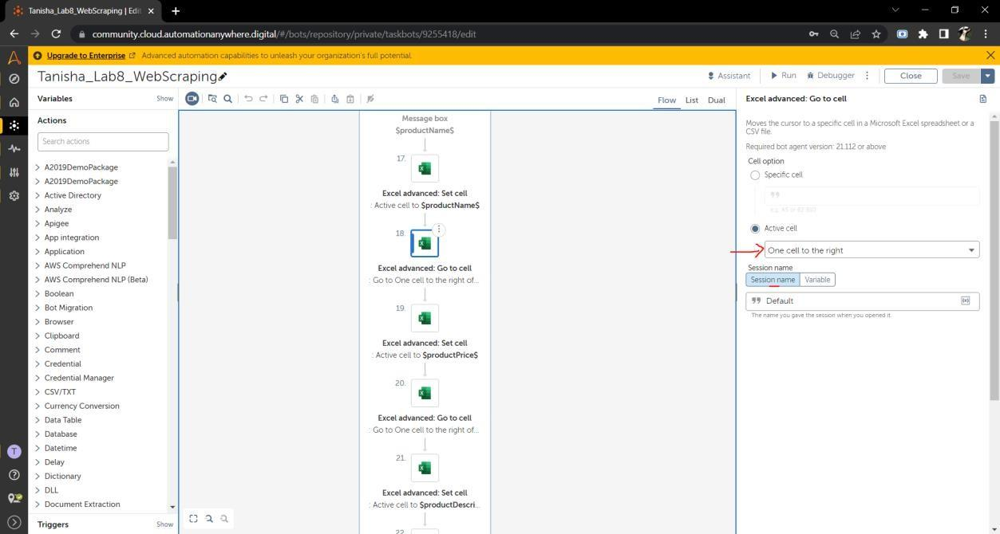 Tanisha_Lab8_WebScraping | Edit
community.cloud.automationanywhere.digital/#/bots/repository/private/taskbots/9255418/edit
Upgrade to Enterprise Advanced automation capabilities to unleash your organization's full potential.
Tanisha_Lab8_WebScraping
Assistant
Run
Debugger
Close
Save
Variables
Show
Flow
List
Dual
Actions
Search actions
A2019DemoPackage
A2019DemoPackage
Active Directory
Analyze
Apigee
App integration
Application
AWS Comprehend NLP
AWS Comprehend NLP (Beta)
Boolean
Bot Migration
Browser
Clipboard
Comment
Credential
Credential Manager
CSV/TXT
Currency Conversion
Data Table
Database
Datetime
Delay
Dictionary
DLL
Document Extraction
Triggers
Show
T
Message box
$productName$
17.
Excel advanced: Set cell
: Active cell to $productName$
18.
Excel advanced: Go to cell
: Go to One cell to the right of...
19.
Excel advanced: Set cell
: Active cell to $productPrice$
20.
Excel advanced: Go to cell
: Go to One cell to the right of...
21.
Excel advanced: Set cell
: Active cell to $productDescri...
22.
Excel advanced: Go to cell
Moves the cursor to a specific cell in a Microsoft Excel spreadsheet or a
CSV file.
Required bot agent version: 21.112 or above
Cell option
Specific cell
Active cell
One cell to the right
Session name
Session name
Variable
Default
The name you gave the session when you opened it.